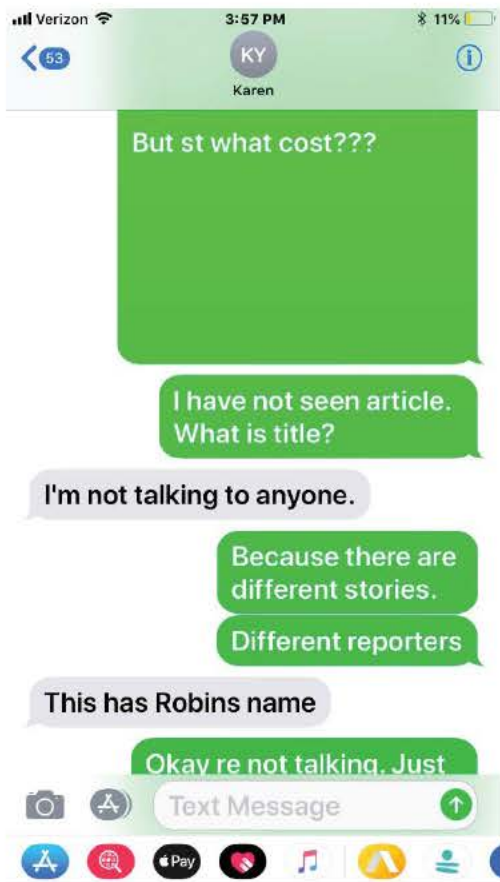 Verizon 3:57 PM 11%
53
KY
Karen
But st what cost???
I have not seen article.
What is title?
I'm not talking to anyone.
Because there are
different stories.
Different reporters
This has Robins name
Okay re not talking. Just
Text Message
Pay